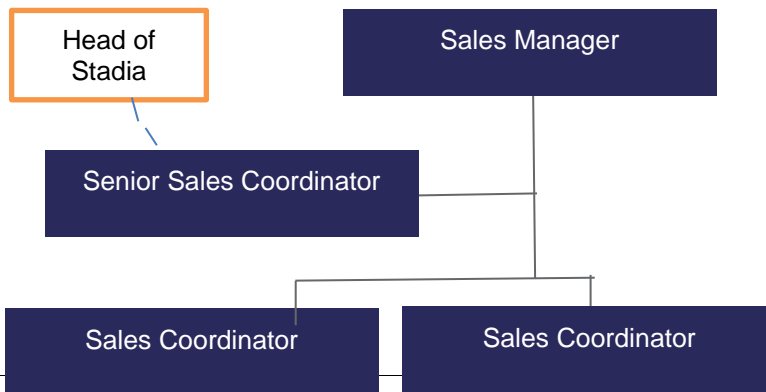 Head of
Stadia
Sales Manager
Senior Sales Coordinator
Sales Coordinator
Sales Coordinator